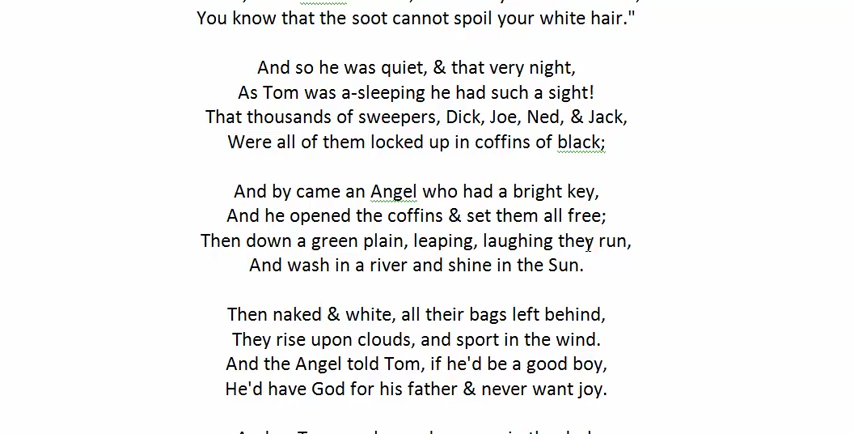 You know that the soot cannot spoil your white hair."
And so he was quiet, & that very night,
As Tom was a-sleeping he had such a sight!
That thousands of sweepers, Dick, Joe, Ned, & Jack,
Were all of them locked up in coffins of black;
And by came an Angel who had a bright key,
And he opened the coffins & set them all free;
Then down a green plain, leaping, laughing they run,
And wash in a river and shine in the Sun.
Then naked & white, all their bags left behind,
They rise upon clouds, and sport in the wind.
And the Angel told Tom, if he'd be a good boy,
He'd have God for his father & never want joy.